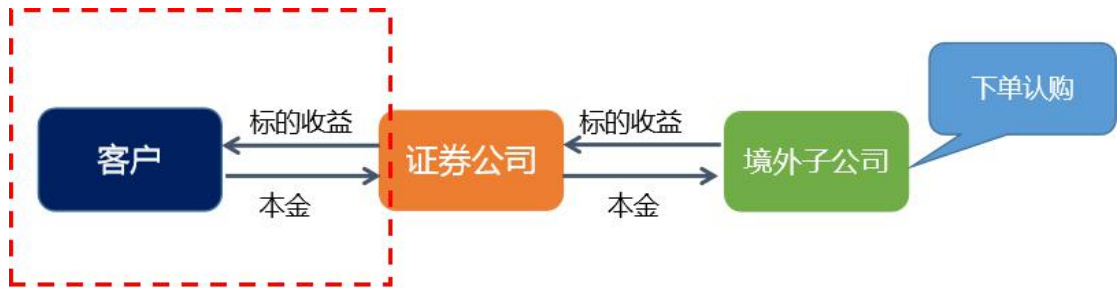 下单认购
标的收益
标的收益
客户
证券公司
境外子公司
本金
本金